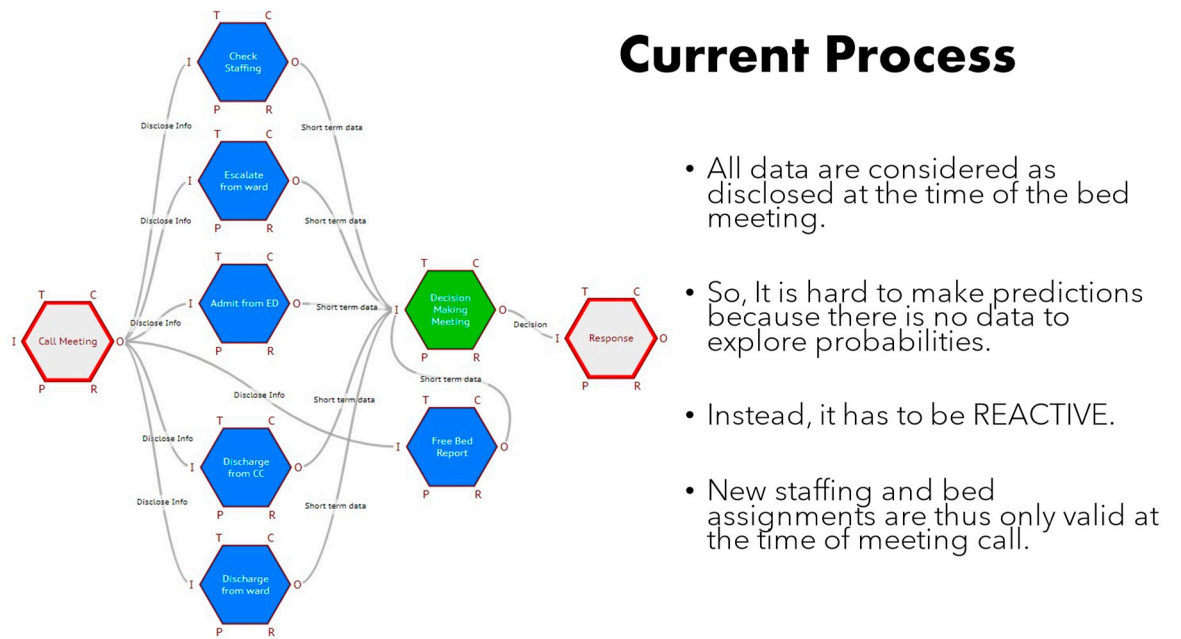 Current Process
• All data are considered as
disclosed at the time of the bed
meeting.
• So, It is hard to make predictions
because there is no data to
explore probabilities.
• Instead, it has to be REACTIVE.
• New staffing and bed
assignments are thus only valid at
the time of meeting call.
T C
I Check O
Staffing
P R
Disclose Info
Short term data
T C
I Escalate O
from ward
P R
Disclose Info
Short term data
T C
I Admit from ED O
P R
Disclose Info
Short term data
T C
I Call Meeting O
P R
T C
I Decision O
Making
Meeting
P R
Decision
T C
I Response O
P R
Short term data
Disclose Info
Short term data
T C
I Free Bed O
Report
P R
Disclose Info
T C
I Discharge O
from CC
P R
Disclose Info
Short term data
T C
I Discharge O
from ward
P R